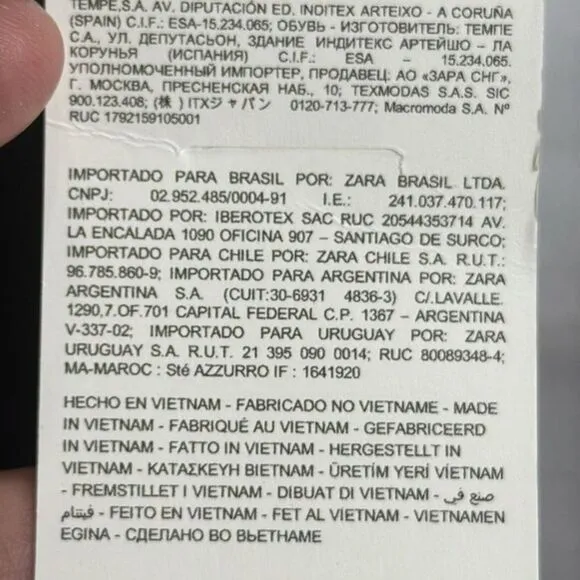 TEMPE,S.A. AV. DIPUTACIÓN ED. INDITEX ARTEIXO - A CORUÑA
(SPAIN) C.I.F.: ESA-15.234.065; ОБУВЬ - ИЗГОТОВИТЕЛЬ: ТЕМПЕ
С.А., УЛ. ДЕПУТАСЬОН, ЗДАНИЕ ИНДИТЕКС АРТЕЙШО – ЛА
КОРУНЬЯ (ИСПАНИЯ) C.I.F.: ESA – 15.234.065.
УПОЛНОМОЧЕННЫЙ ИМПОРТЕР, ПРОДАВЕЦ: АО «ЗАРА СНГ»,
Г. МОСКВА, ПРЕСНЕНСКАЯ НАБ., 10; TEXMODAS S.A.S. SIC
900.123.408; (株) ITXジャパン 0120-713-777; Macromoda S.A. Nº
RUC 1792159105001
IMPORTADO PARA BRASIL POR: ZARA BRASIL LTDA.
CNPJ: 02.952.485/0004-91 I.E.: 241.037.470.117;
IMPORTADO POR: IBEROTEX SAC RUC 20544353714 AV.
LA ENCALADA 1090 OFICINA 907 – SANTIAGO DE SURCO;
IMPORTADO PARA CHILE POR: ZARA CHILE S.A. R.U.T.:
96.785.860-9; IMPORTADO PARA ARGENTINA POR: ZARA
ARGENTINA S.A. (CUIT:30-6931 4836-3) C/.LAVALLE.
1290,7.OF.701 CAPITAL FEDERAL C.P. 1367 – ARGENTINA
V-337-02; IMPORTADO PARA URUGUAY POR: ZARA
URUGUAY S.A. R.U.T. 21 395 090 0014; RUC 80089348-4;
MA-MAROC : Sté AZZURRO IF : 1641920
HECHO EN VIETNAM - FABRICADO NO VIETNAME - MADE
IN VIETNAM - FABRIQUÉ AU VIETNAM - GEFABRICEERD
IN VIETNAM - FATTO IN VIETNAM - HERGESTELLT IN
VIETNAM - ΚΑΤΑΣΚΕΥΗ ΒΙΕΤΝΑΜ - ÜRETİM YERİ VİETNAM
- FREMSTILLET I VIETNAM - DIBUAT DI VIETNAM - صنع في
فيتنام - FEITO EN VIETNAM - FET AL VIETNAM - VIETNAMEN
EGINA - СДЕЛАНО ВО ВЬЕТНАМЕ